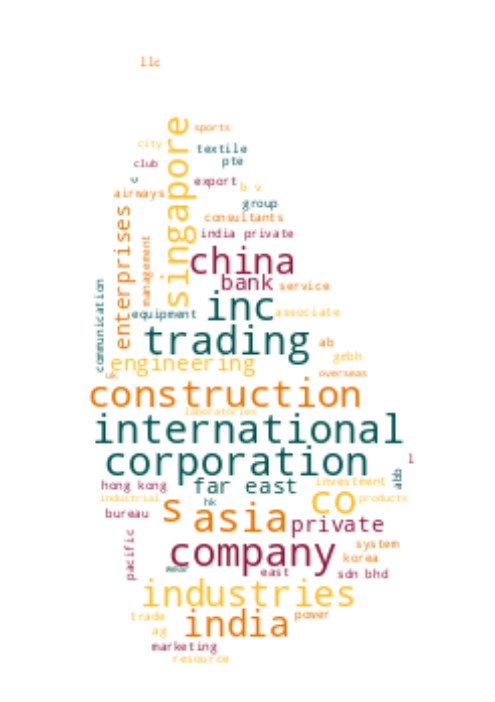 llc
sports
city
textile
club
pte
v
export
b v
airways
group
singapore
consultants
enterprises
india private
management
china
bank
service
communication
inc
equipment
associate
trading
ab
gebh
engineering
uk
overseas
construction
laboratories
international
corporation
l
abb
hong kong
far east
investment
industrial
hk
co
products
bureau
s
asia
private
pacific
company
system
korea
east
sdn bhd
industries
trade
india
power
ag
marketing
resource